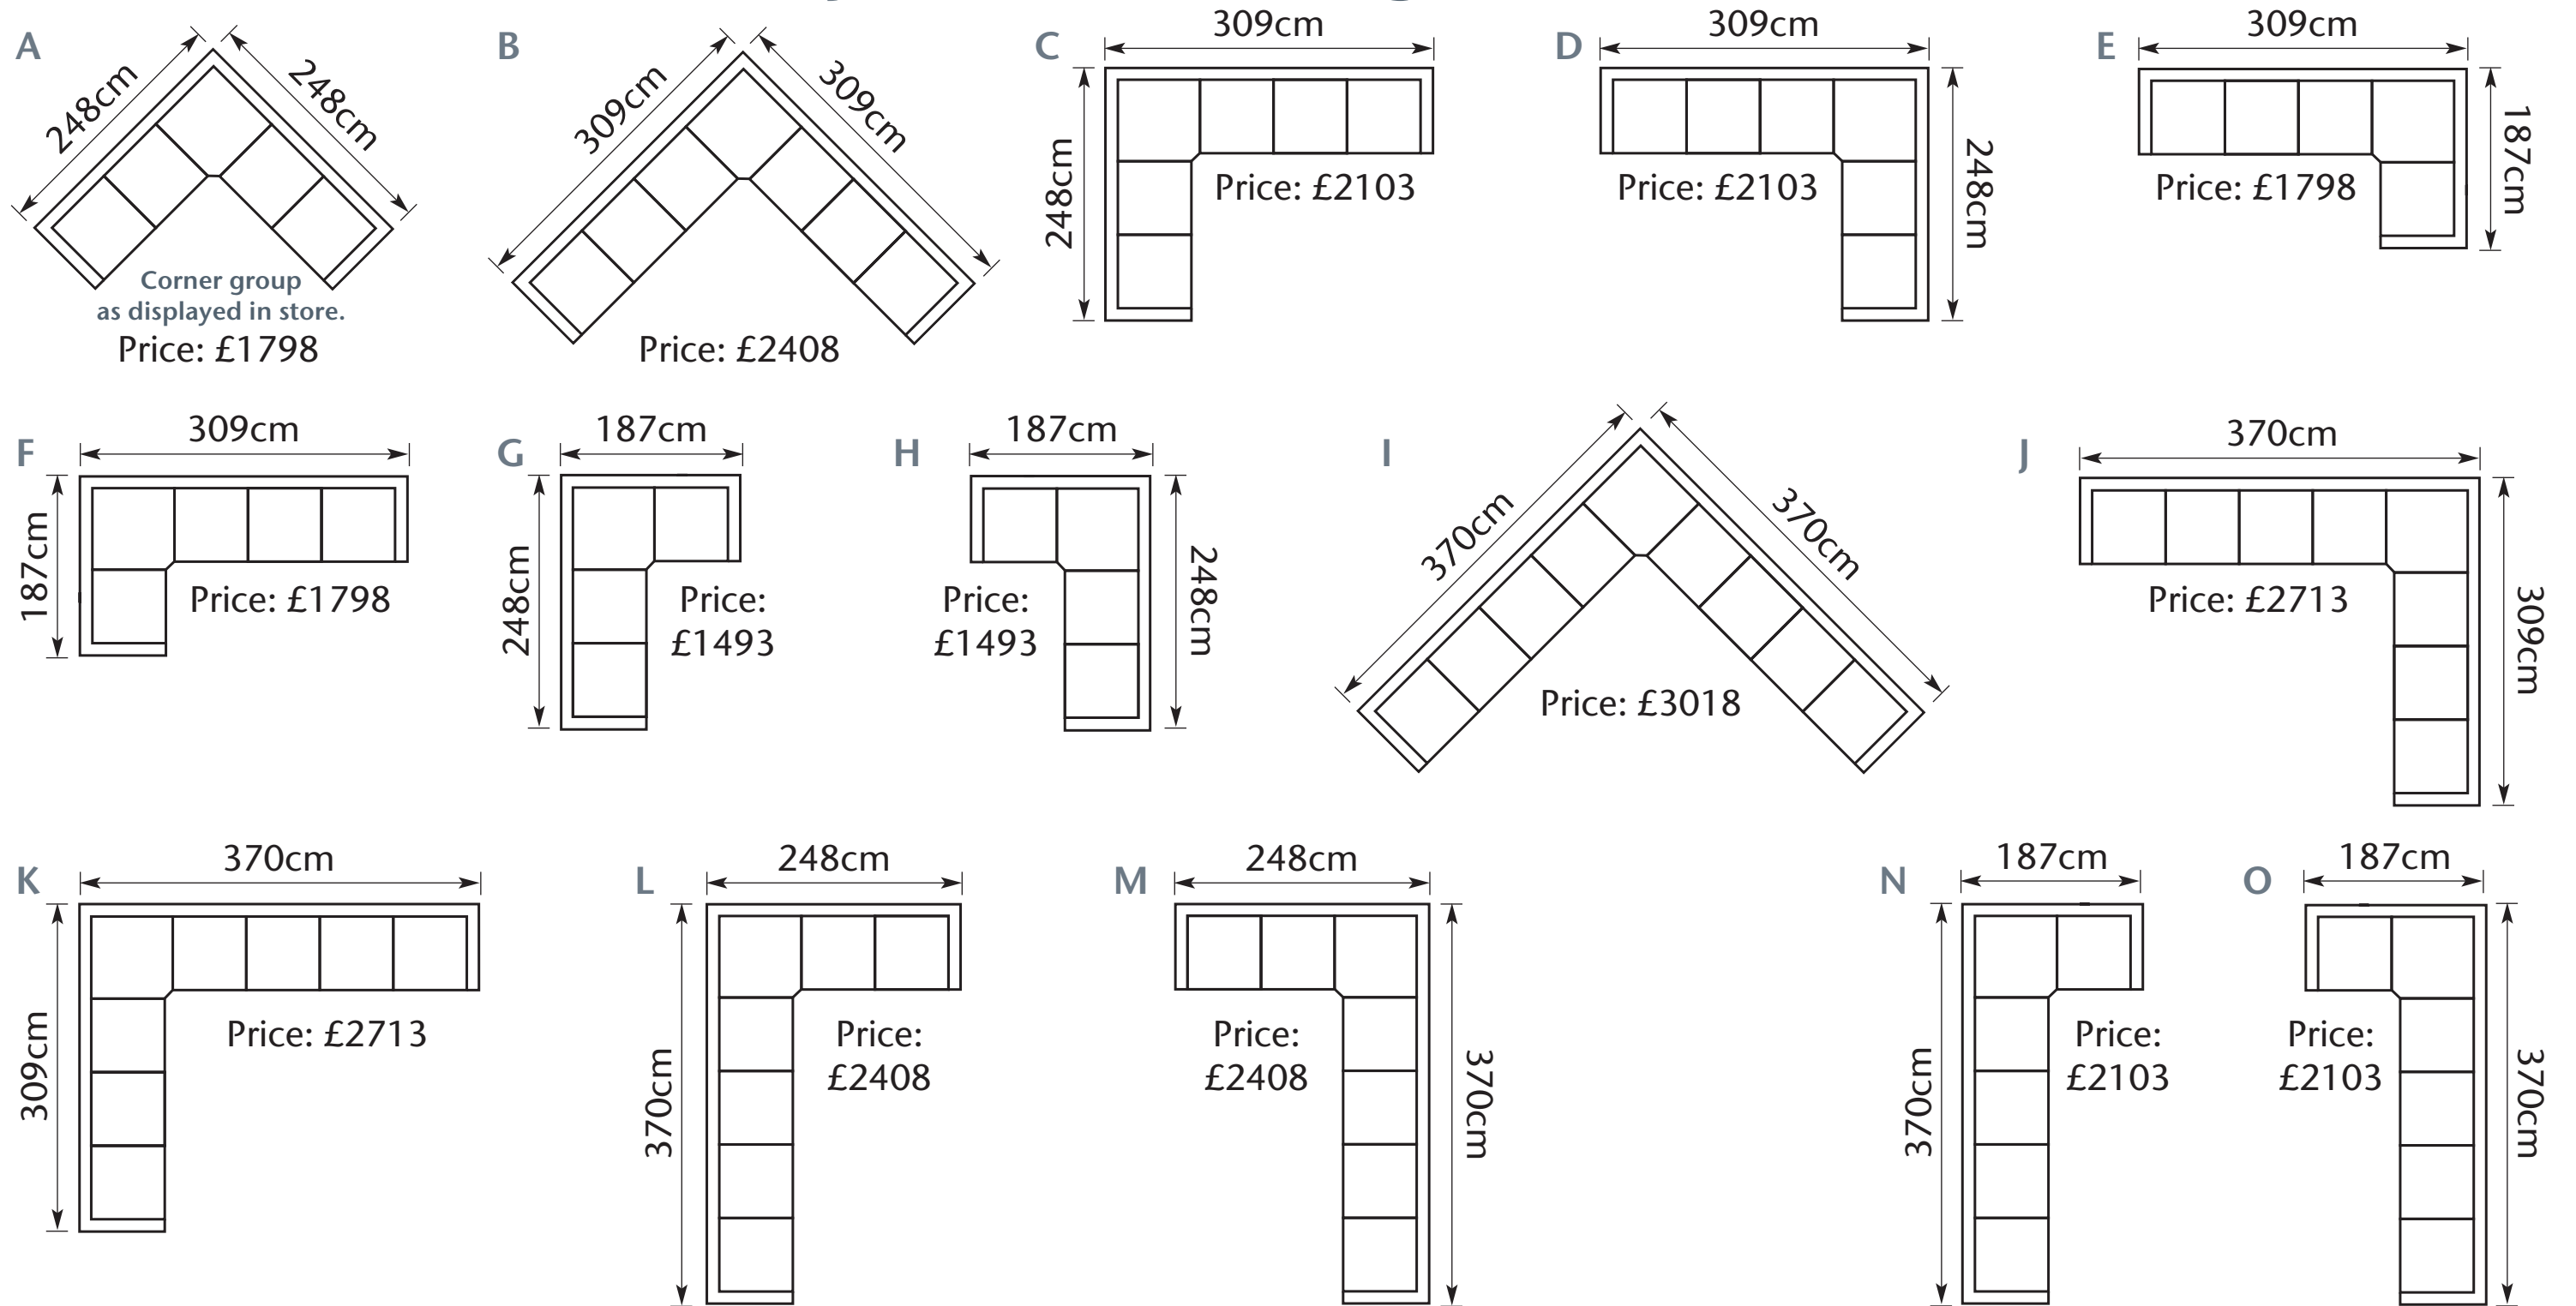 A
248cm
248cm
Corner group
as displayed in store.
Price: £1798
B
309cm
309cm
Price: £2408
C
309cm
248cm
Price: £2103
D
309cm
248cm
Price: £2103
E
309cm
187cm
Price: £1798
F
309cm
187cm
Price: £1798
G
187cm
248cm
Price:
£1493
H
187cm
248cm
Price:
£1493
I
370cm
370cm
Price: £3018
J
370cm
309cm
Price: £2713
K
370cm
309cm
Price: £2713
L
248cm
370cm
Price:
£2408
M
248cm
370cm
Price:
£2408
N
187cm
370cm
Price:
£2103
O
187cm
370cm
Price:
£2103